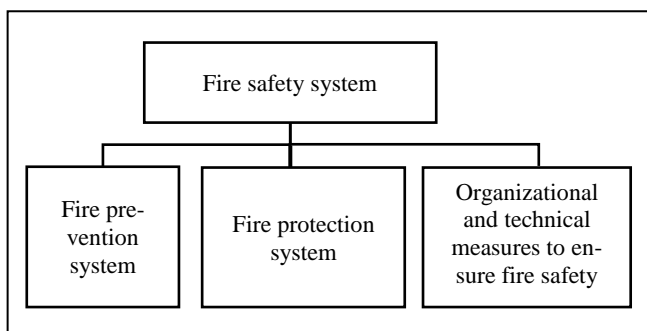 Fire safety system
Fire pre-
vention
system
Fire protection
system
Organizational
and technical
measures to en-
sure fire safety